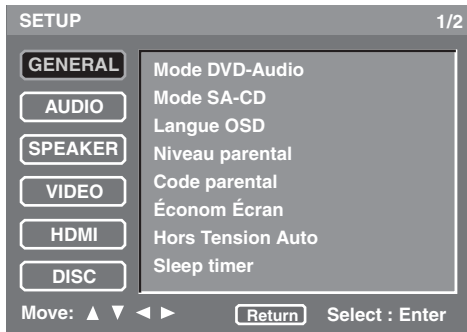 SETUP 1/2
GENERAL
AUDIO
SPEAKER
VIDEO
HDMI
DISC
Mode DVD-Audio
Mode SA-CD
Langue OSD
Niveau parental
Code parental
Économ Écran
Hors Tension Auto
Sleep timer
Move: ▲ ▼ ◄ ► Return Select : Enter